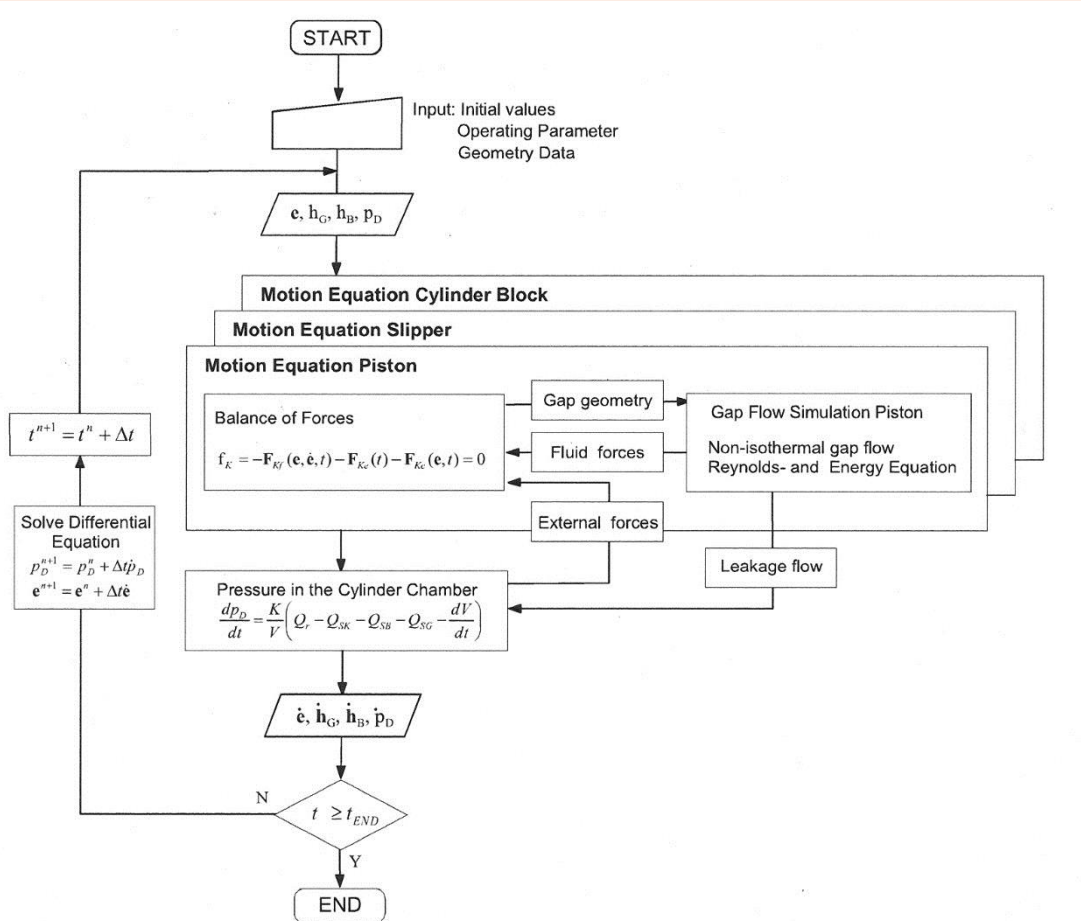 START
Input: Initial values
Operating Parameter
Geometry Data
e, h_G, h_B, p_D
Motion Equation Cylinder Block
Motion Equation Slipper
Motion Equation Piston
Balance of Forces
f_K = −F_Kf (e, ė, t) − F_Ke (t) − F_Kc (e, t) = 0
Gap geometry
Fluid forces
External forces
Gap Flow Simulation Piston
Non-isothermal gap flow
Reynolds- and Energy Equation
Leakage flow
t^{n+1} = t^n + Δt
Solve Differential
Equation
p_D^{n+1} = p_D^n + Δtṗ_D
e^{n+1} = e^n + Δtė
Pressure in the Cylinder Chamber
dp_D/dt = K/V (Q_r − Q_SK − Q_SB − Q_SG − dV/dt)
ė, ḣ_G, ḣ_B, ṗ_D
N
t ≥ t_END
Y
END